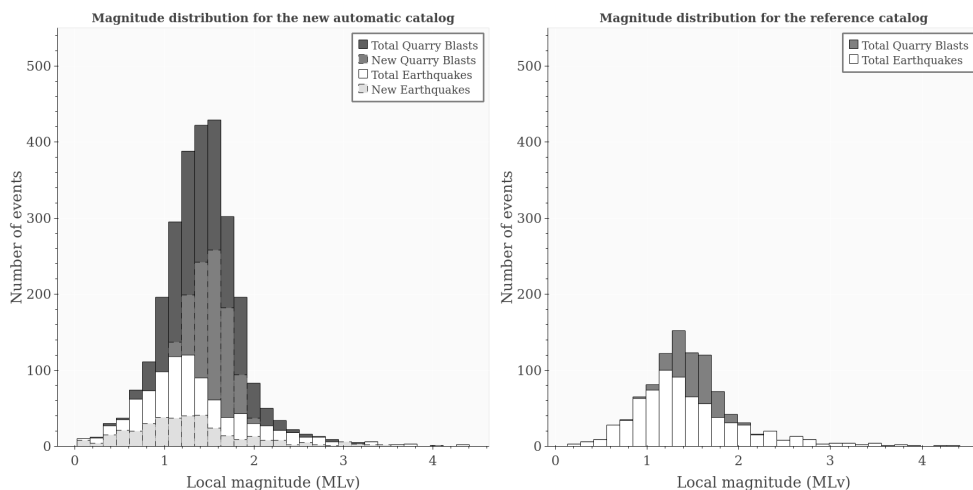 Magnitude distribution for the new automatic catalog
Total Quarry Blasts
New Quarry Blasts
Total Earthquakes
New Earthquakes
Number of events
500
400
300
200
100
0
0 1 2 3 4
Local magnitude (MLv)
Magnitude distribution for the reference catalog
Total Quarry Blasts
Total Earthquakes
Number of events
500
400
300
200
100
0
0 1 2 3 4
Local magnitude (MLv)